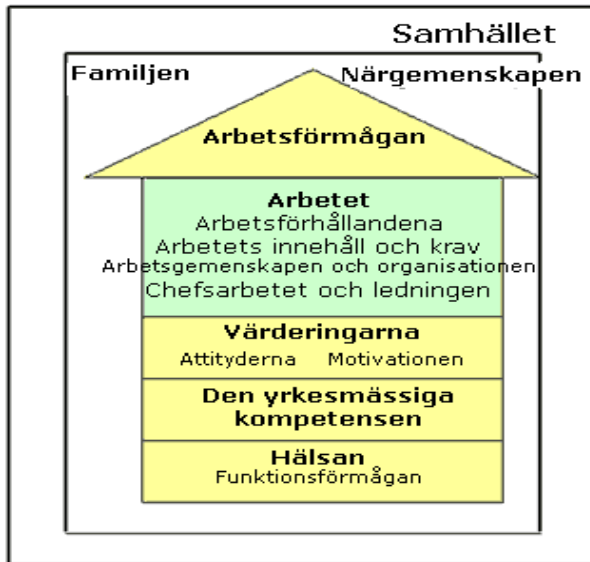 Samhället
Familjen Närgemenskapen
Arbetsförmågan
Arbetet
Arbetsförhållandena
Arbetets innehåll och krav
Arbetsgemenskapen och organisationen
Chefsarbetet och ledningen
Värderingarna
Attityderna Motivationen
Den yrkesmässiga
kompetensen
Hälsan
Funktionsförmågan